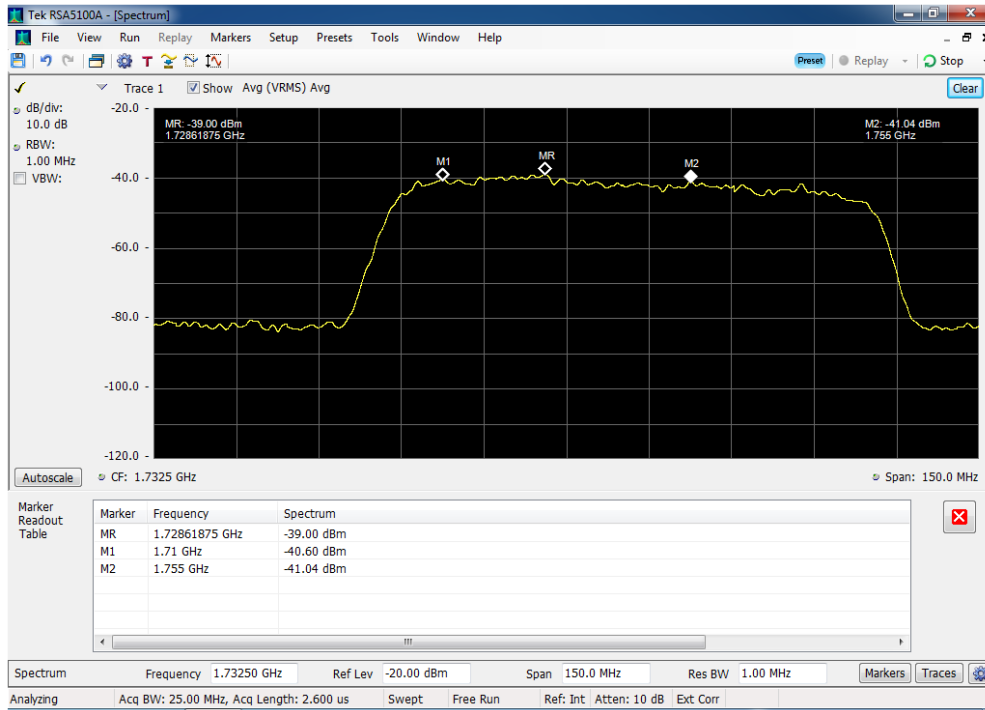 Tek RSA5100A - [Spectrum]
File View Run Replay Markers Setup Presets Tools Window Help
T Preset Replay Stop
Trace 1 Show Avg (VRMS) Avg Clear
dB/div:
10.0 dB
RBW:
1.00 MHz
VBW:
-20.0 -
-40.0 -
-60.0 -
-80.0 -
-100.0 -
-120.0 -
MR: -39.00 dBm
1.72861875 GHz
M2: -41.04 dBm
1.755 GHz
M1 MR M2
Autoscale CF: 1.7325 GHz Span: 150.0 MHz
Marker
Readout
Table
Marker Frequency Spectrum
MR 1.72861875 GHz -39.00 dBm
M1 1.71 GHz -40.60 dBm
M2 1.755 GHz -41.04 dBm
Spectrum Frequency 1.73250 GHz Ref Lev -20.00 dBm Span 150.0 MHz Res BW 1.00 MHz Markers Traces
Analyzing Acq BW: 25.00 MHz, Acq Length: 2.600 us Swept Free Run Ref: Int Atten: 10 dB Ext Corr